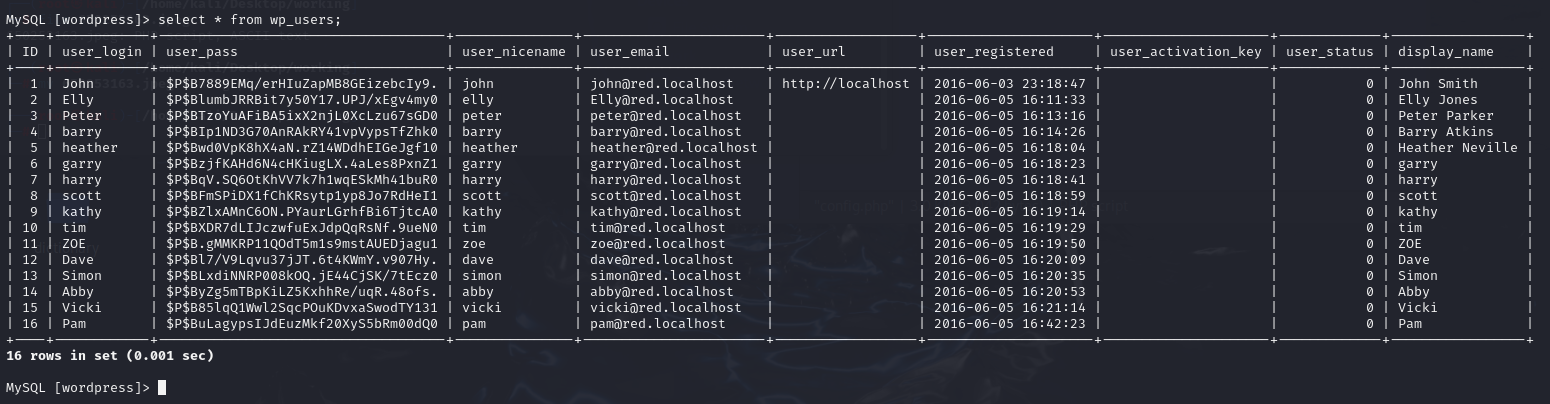 MySQL [wordpress]> select * from wp_users;
| ID | user_login | user_pass | user_nicename | user_email | user_url | user_registered | user_activation_key | user_status | display_name |
| 1 | John | $P$B7889EMq/erHIuZapMB8GEizebcIy9. | john | john@red.localhost | http://localhost | 2016-06-03 23:18:47 | | 0 | John Smith |
| 2 | Elly | $P$BlumbJRRBit7y50Y17.UPJ/xEgv4my0 | elly | Elly@red.localhost | | 2016-06-05 16:11:33 | | 0 | Elly Jones |
| 3 | Peter | $P$BTzoYuAFiBA5ixX2njL0XcLzu67sGD0 | peter | peter@red.localhost | | 2016-06-05 16:13:16 | | 0 | Peter Parker |
| 4 | barry | $P$BIp1ND3G70AnRAkRY41vpVypsTfZhk0 | barry | barry@red.localhost | | 2016-06-05 16:14:26 | | 0 | Barry Atkins |
| 5 | heather | $P$Bwd0VpK8hX4aN.rZ14WDdhEIGeJgf10 | heather | heather@red.localhost | | 2016-06-05 16:18:04 | | 0 | Heather Neville |
| 6 | garry | $P$BzjfKAHd6N4cHKiugLX.4aLes8PxnZ1 | garry | garry@red.localhost | | 2016-06-05 16:18:23 | | 0 | garry |
| 7 | harry | $P$BqV.SQ6OtKhVV7k7h1wqESkMh41buR0 | harry | harry@red.localhost | | 2016-06-05 16:18:41 | | 0 | harry |
| 8 | scott | $P$BFmSPiDX1fChKRsytp1yp8Jo7RdHeI1 | scott | scott@red.localhost | | 2016-06-05 16:18:59 | | 0 | scott |
| 9 | kathy | $P$BZlxAMnC6ON.PYaurLGrhfBi6TjtcA0 | kathy | kathy@red.localhost | | 2016-06-05 16:19:14 | | 0 | kathy |
| 10 | tim | $P$BXDR7dLIJczwfuExJdpQqRsNf.9ueN0 | tim | tim@red.localhost | | 2016-06-05 16:19:29 | | 0 | tim |
| 11 | ZOE | $P$B.gMMKRP11QOdT5m1s9mstAUEDjagu1 | zoe | zoe@red.localhost | | 2016-06-05 16:19:50 | | 0 | ZOE |
| 12 | Dave | $P$Bl7/V9Lqvu37jJT.6t4KWmY.v907Hy. | dave | dave@red.localhost | | 2016-06-05 16:20:09 | | 0 | Dave |
| 13 | Simon | $P$BLxdiNNRP008kOQ.jE44CjSK/7tEcz0 | simon | simon@red.localhost | | 2016-06-05 16:20:35 | | 0 | Simon |
| 14 | Abby | $P$ByZg5mTBpKiLZ5KxhhRe/uqR.48ofs. | abby | abby@red.localhost | | 2016-06-05 16:20:53 | | 0 | Abby |
| 15 | Vicki | $P$B85lqQ1Wwl2SqcPOuKDvxaSwodTY131 | vicki | vicki@red.localhost | | 2016-06-05 16:21:14 | | 0 | Vicki |
| 16 | Pam | $P$BuLagypsIJdEuzMkf20XyS5bRm00dQ0 | pam | pam@red.localhost | | 2016-06-05 16:42:23 | | 0 | Pam |
16 rows in set (0.001 sec)
MySQL [wordpress]>